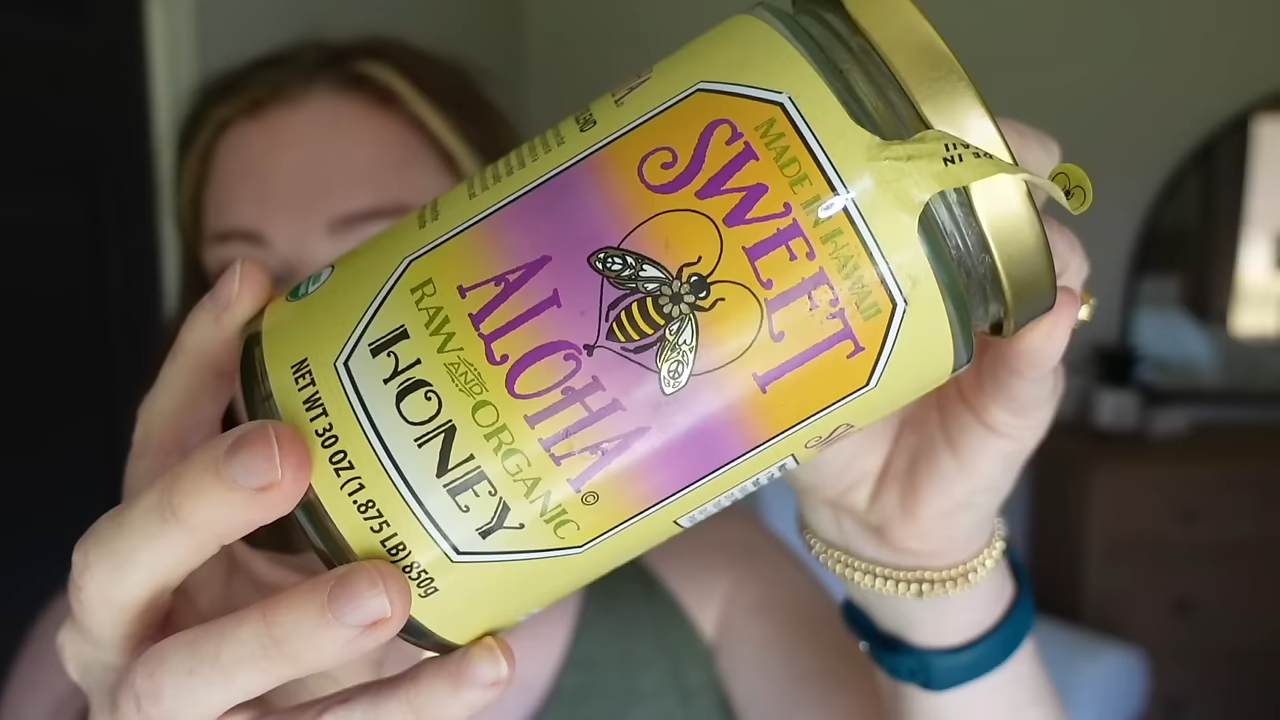 MADE IN HAWAII
SWEET
ALOHA©
RAW AND ORGANIC
HONEY
NET WT 30 OZ (1.875 LB) 850g